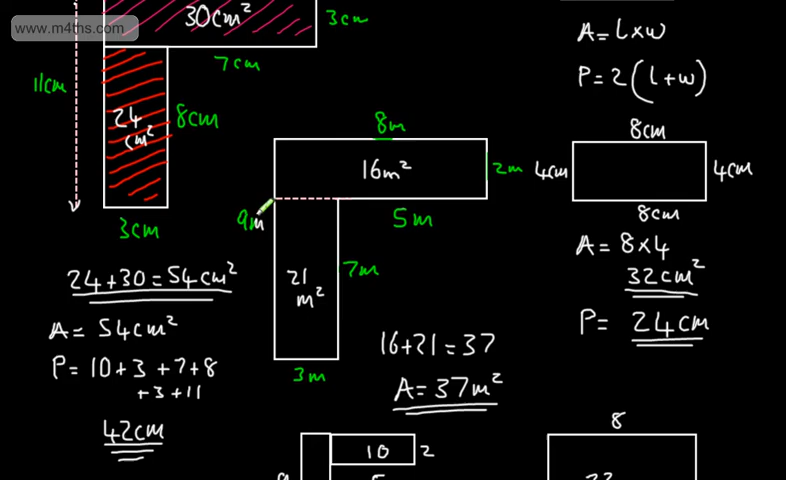 www.m4ths.com
30cm²
3cm
7cm
11cm
24
cm²
8cm
3cm
24+30=54cm²
A=54cm²
P=10+3+7+8
+3+11
42cm
8m
16m²
2m
9m
5m
21
m²
7m
3m
16+21=37
A=37m²
A=l×w
P=2(l+w)
8cm
4cm
4cm
8cm
A=8×4
32cm²
P=24cm
10
2
8